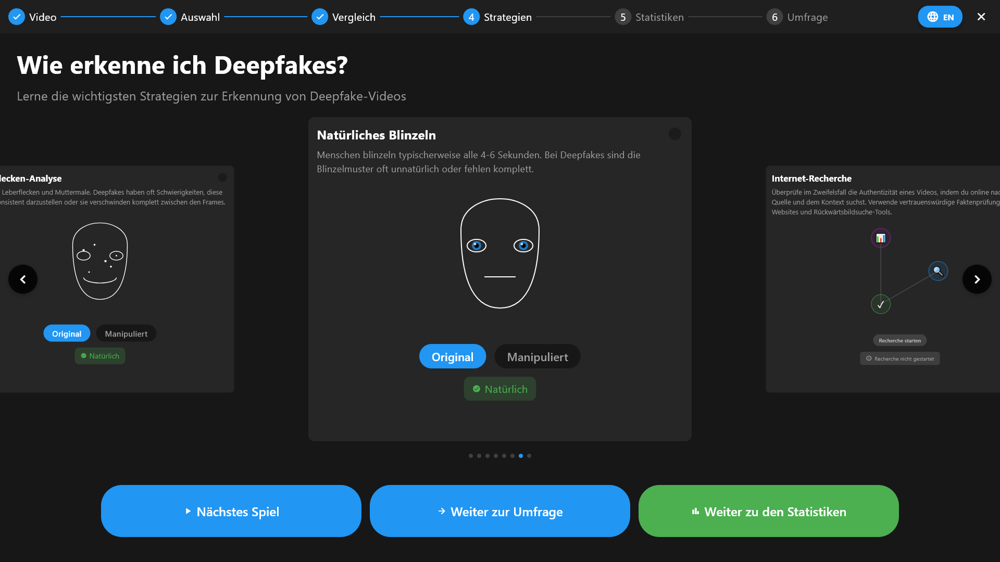 Video
Auswahl
Vergleich
4 Strategien
5 Statistiken
6 Umfrage
EN
Wie erkenne ich Deepfakes?
Lerne die wichtigsten Strategien zur Erkennung von Deepfake-Videos
lecken-Analyse
Leberflecken und Muttermale. Deepfakes haben oft Schwierigkeiten, diese
onsistent darzustellen oder sie verschwinden komplett zwischen den Frames.
Original
Manipuliert
Natürlich
Natürliches Blinzeln
Menschen blinzeln typischerweise alle 4-6 Sekunden. Bei Deepfakes sind die
Blinzelmuster oft unnatürlich oder fehlen komplett.
Original
Manipuliert
Natürlich
Internet-Recherche
Überprüfe im Zweifelsfall die Authentizität eines Videos, indem du online nac
Quelle und dem Kontext suchst. Verwende vertrauenswürdige Faktenprüfung
Websites und Rückwärtsbildsuche-Tools.
Recherche starten
Recherche nicht gestartet
Nächstes Spiel
Weiter zur Umfrage
Weiter zu den Statistiken